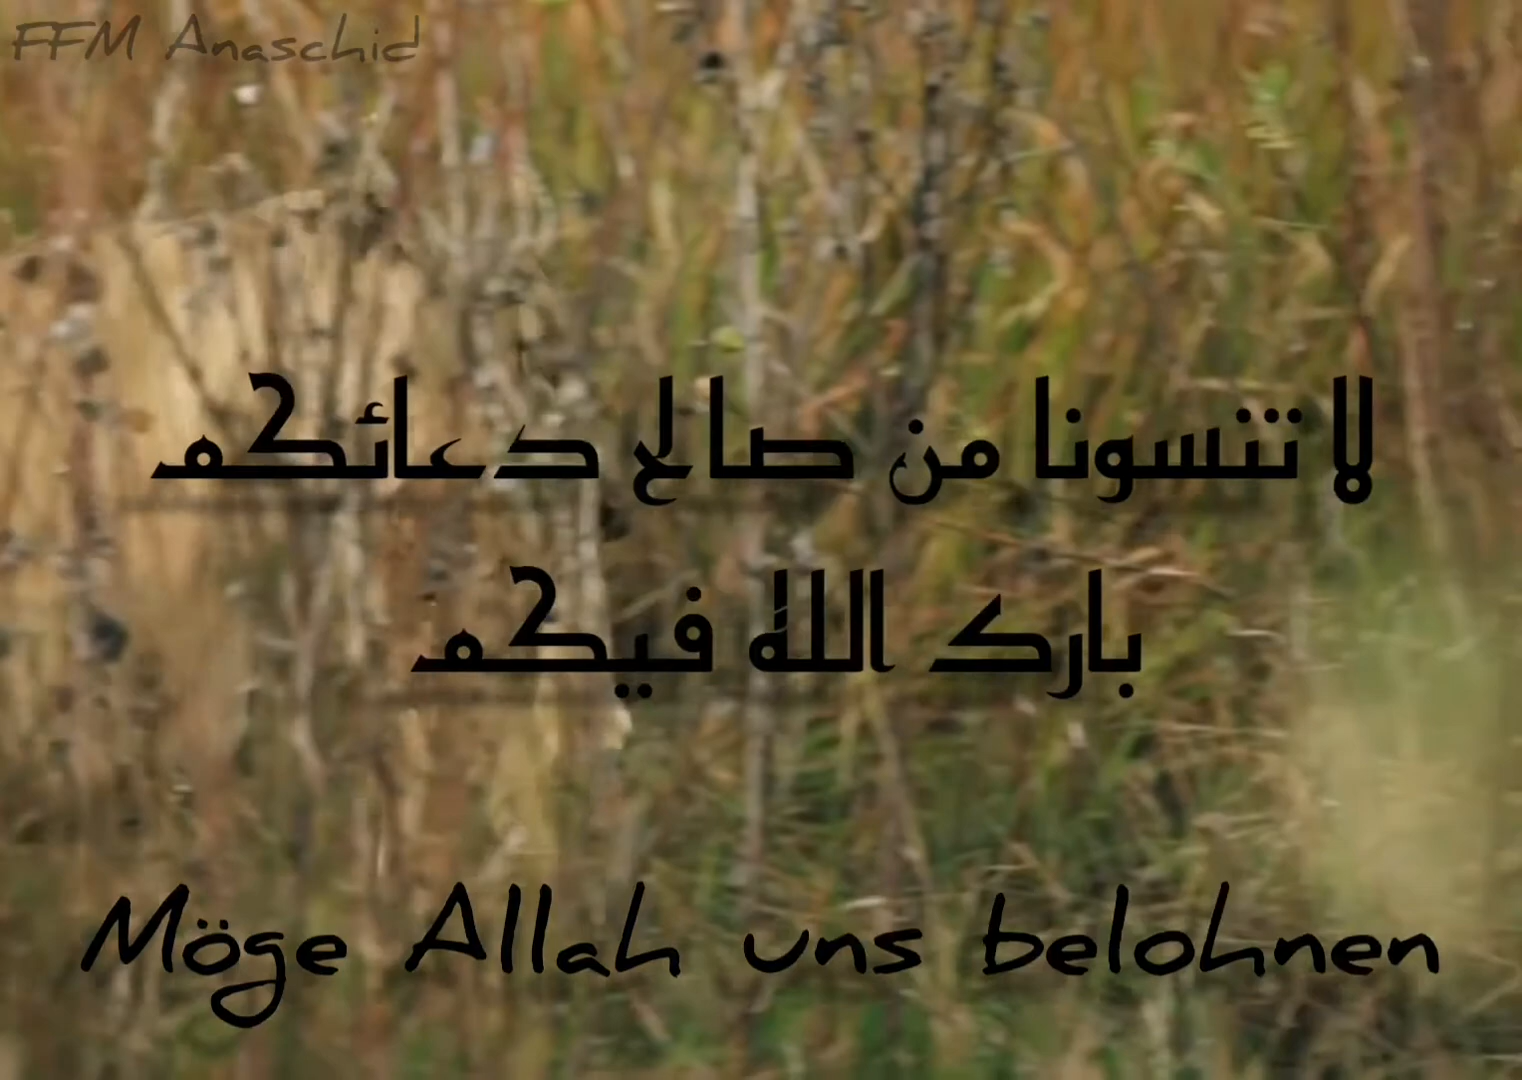 FFM Anaschid
لا تنسونا من صالح دعائكم
بارك الله فيكم
Möge Allah uns belohnen